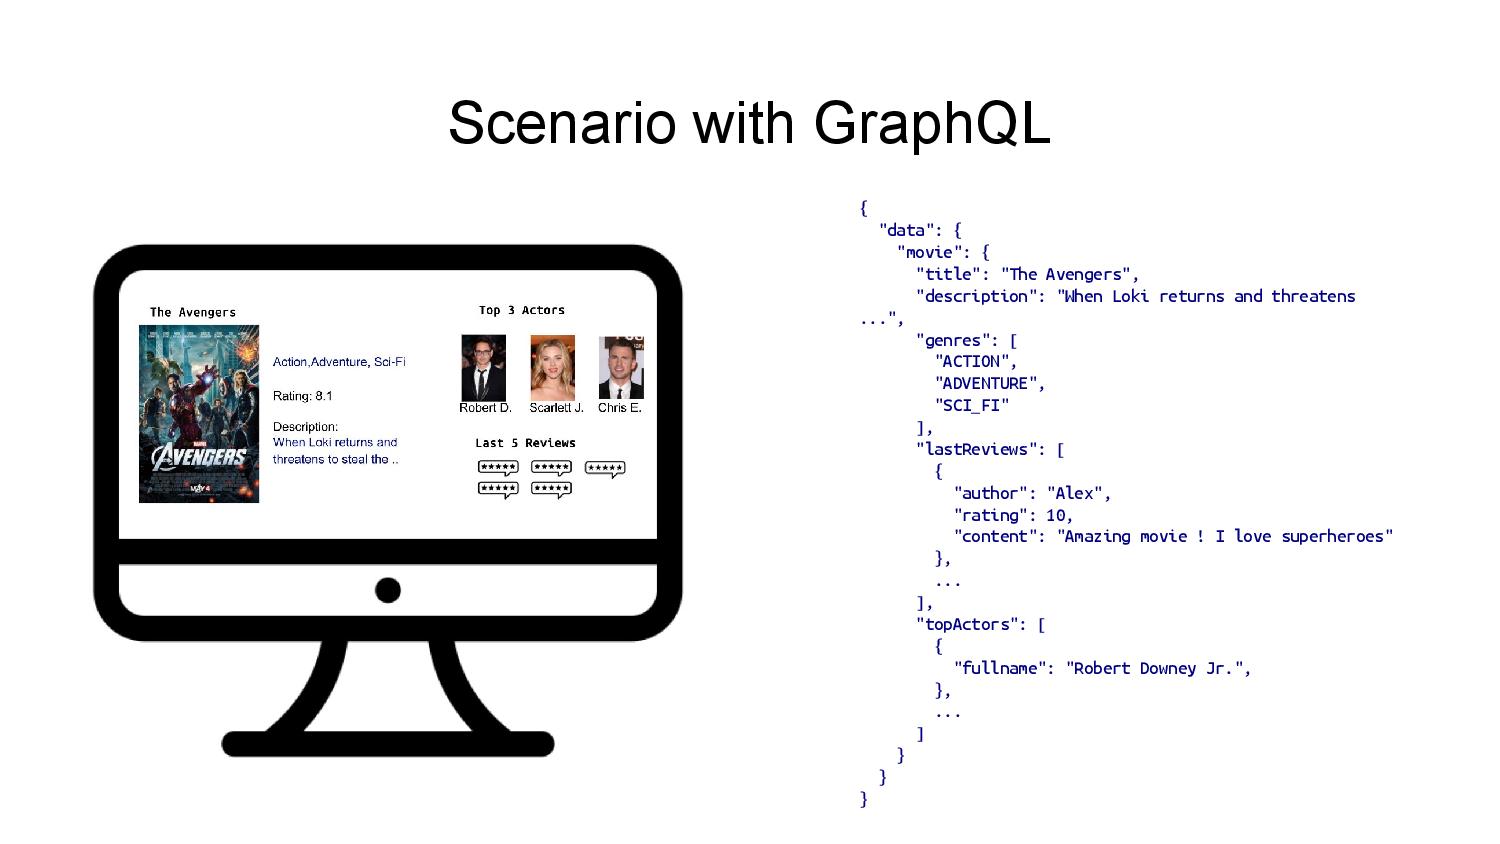 Scenario with GraphQL
The Avengers
MARVEL
AVENGERS
MAY 4
Action,Adventure, Sci-Fi
Rating: 8.1
Description:
When Loki returns and
threatens to steal the ..
Top 3 Actors
Robert D. Scarlett J. Chris E.
Last 5 Reviews
{
"data": {
"movie": {
"title": "The Avengers",
"description": "When Loki returns and threatens
...",
"genres": [
"ACTION",
"ADVENTURE",
"SCI_FI"
],
"lastReviews": [
{
"author": "Alex",
"rating": 10,
"content": "Amazing movie ! I love superheroes"
},
...
],
"topActors": [
{
"fullname": "Robert Downey Jr.",
},
...
]
}
}
}